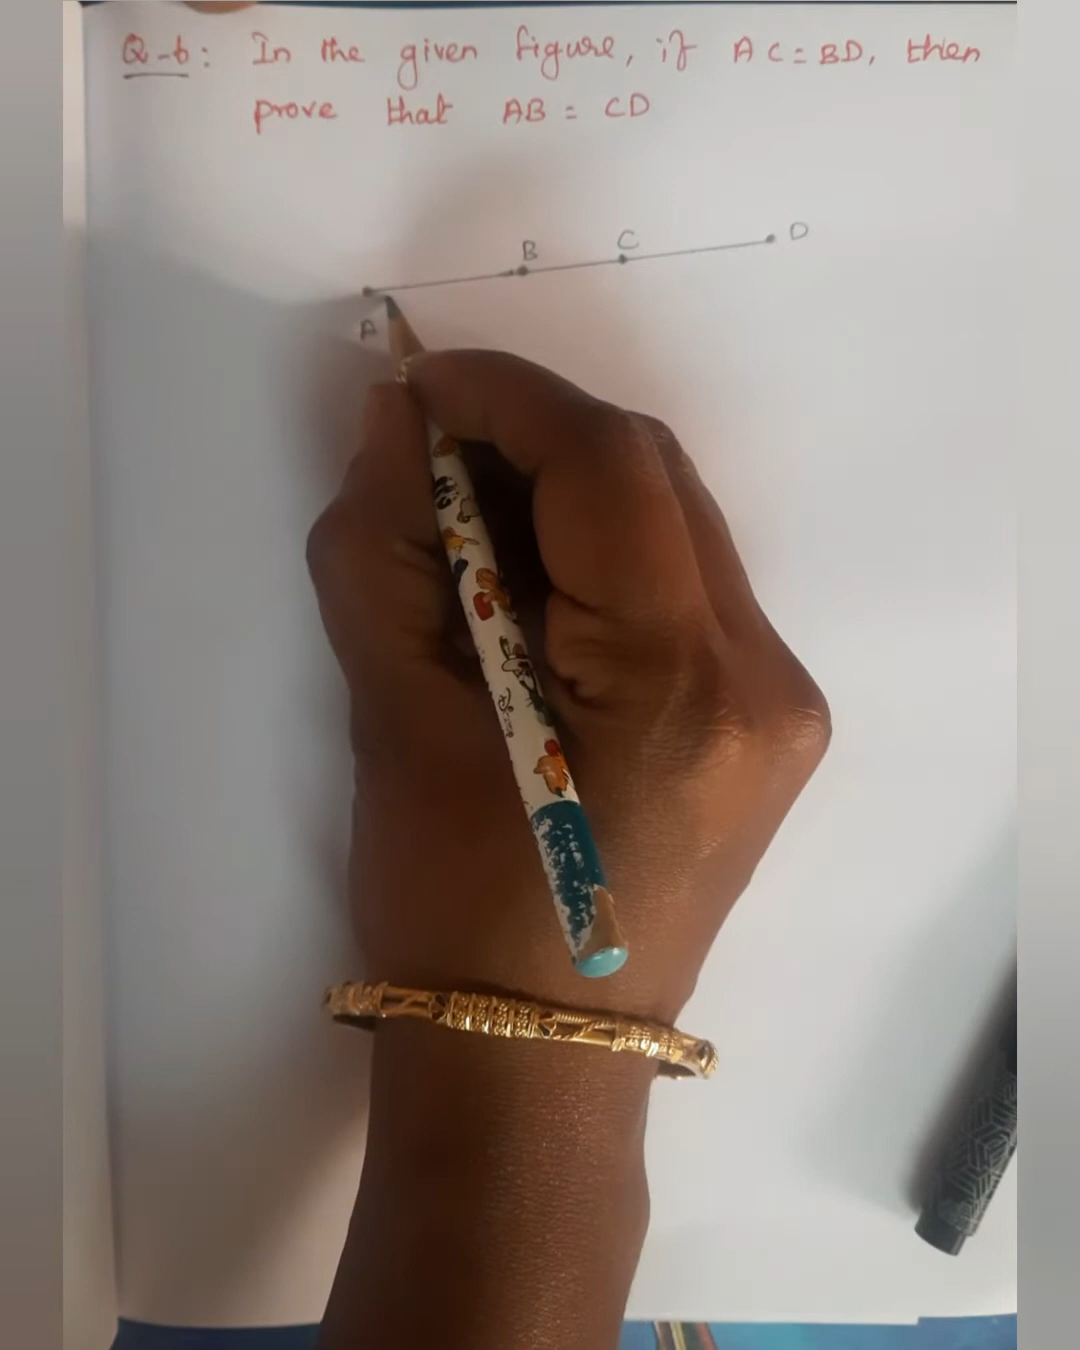 Q-6: In the given figure, if AC = BD, then
prove that AB = CD
B
C
D
A